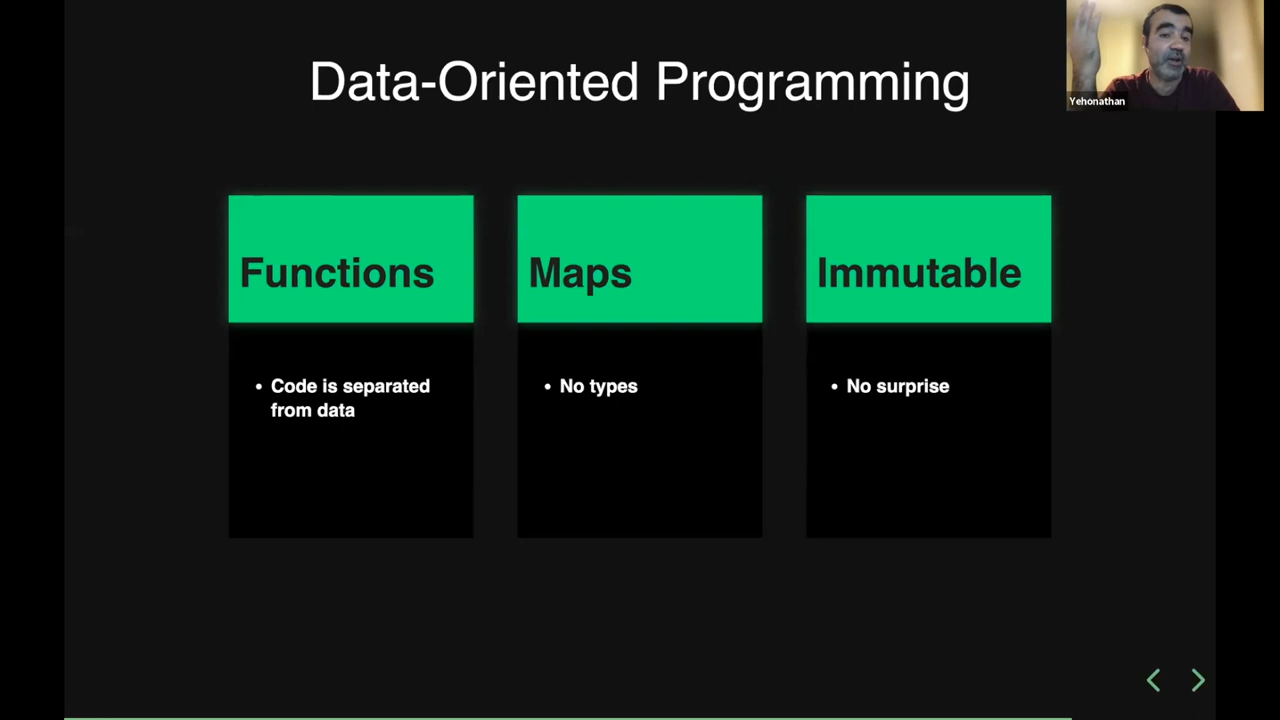 Data-Oriented Programming
Yehonathan
Functions
Maps
Immutable
• Code is separated
from data
• No types
• No surprise